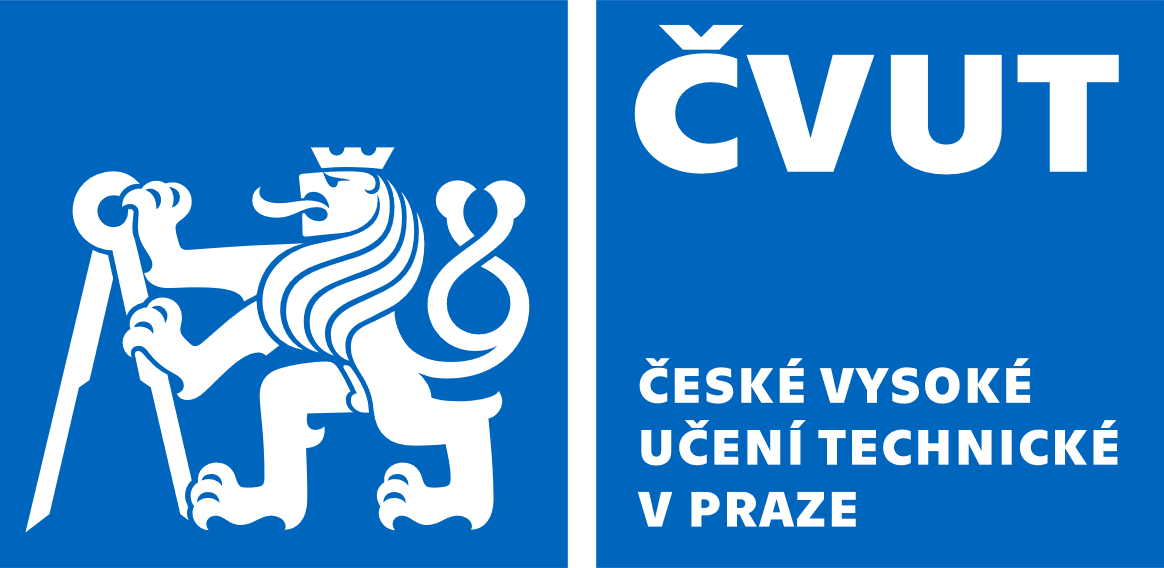 ČVUT
ČESKÉ VYSOKÉ
UČENÍ TECHNICKÉ
V PRAZE